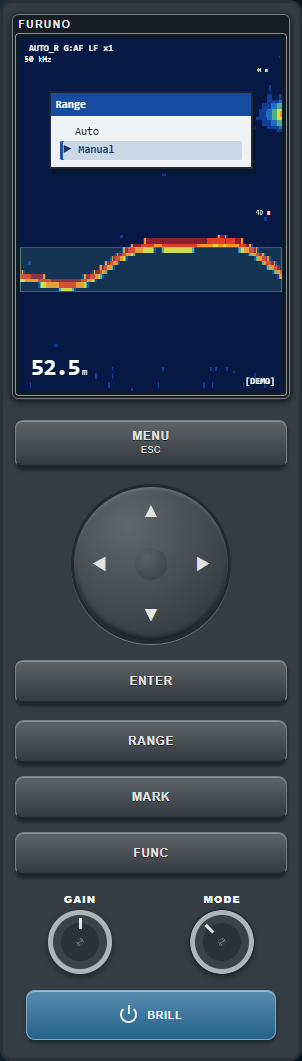 FURUNO
AUTO_R G:AF LF x1
50 kHz
Range
Auto
Manual
52.5m
[DEMO]
MENU
ESC
ENTER
RANGE
MARK
FUNC
GAIN MODE
BRILL